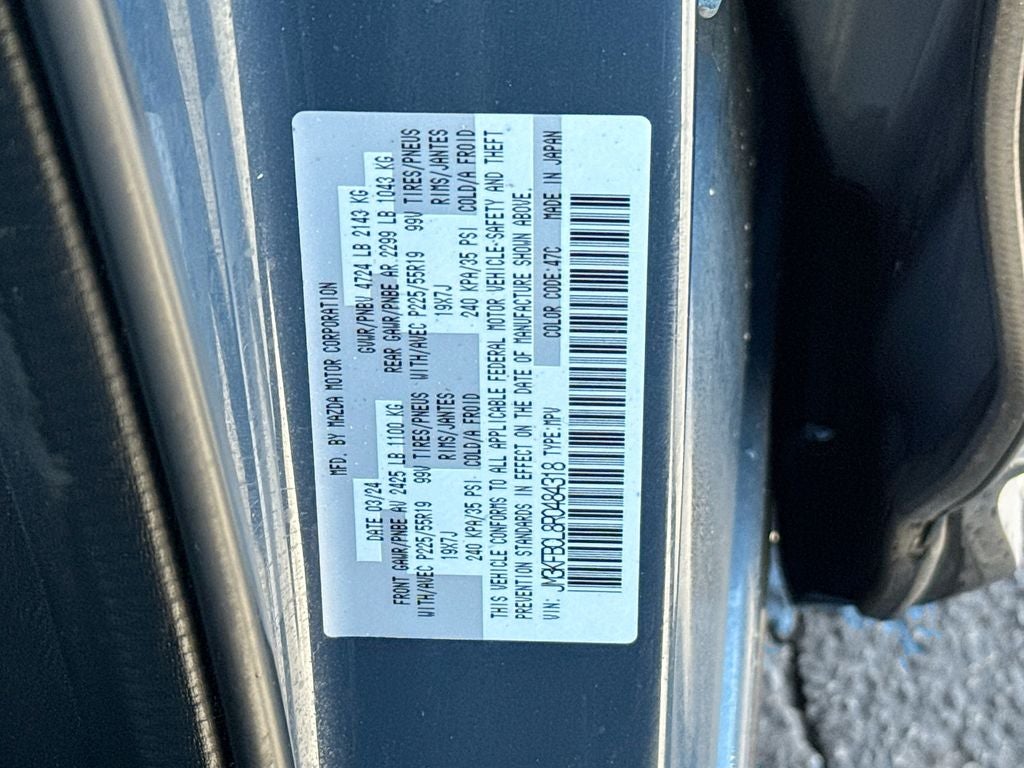 MFD. BY MAZDA MOTOR CORPORATION
DATE 03/24 GVWR/PNBV 4724 LB 2143 KG
FRONT GAWR/PNBE AV 2425 LB 1100 KG REAR GAWR/PNBE AR 2299 LB 1043 KG
WITH/AVEC P225/55R19 99V TIRES/PNEUS WITH/AVEC P225/55R19 99V TIRES/PNEUS
19X7J RIMS/JANTES 19X7J RIMS/JANTES
240 KPA/35 PSI COLD/A FROID 240 KPA/35 PSI COLD/A FROID
THIS VEHICLE CONFORMS TO ALL APPLICABLE FEDERAL MOTOR VEHICLE-SAFETY AND THEFT
PREVENTION STANDARDS IN EFFECT ON THE DATE OF MANUFACTURE SHOWN ABOVE.
VIN: JM3KFBCL8R0484318 TYPE:MPV COLOR CODE:47C MADE IN JAPAN